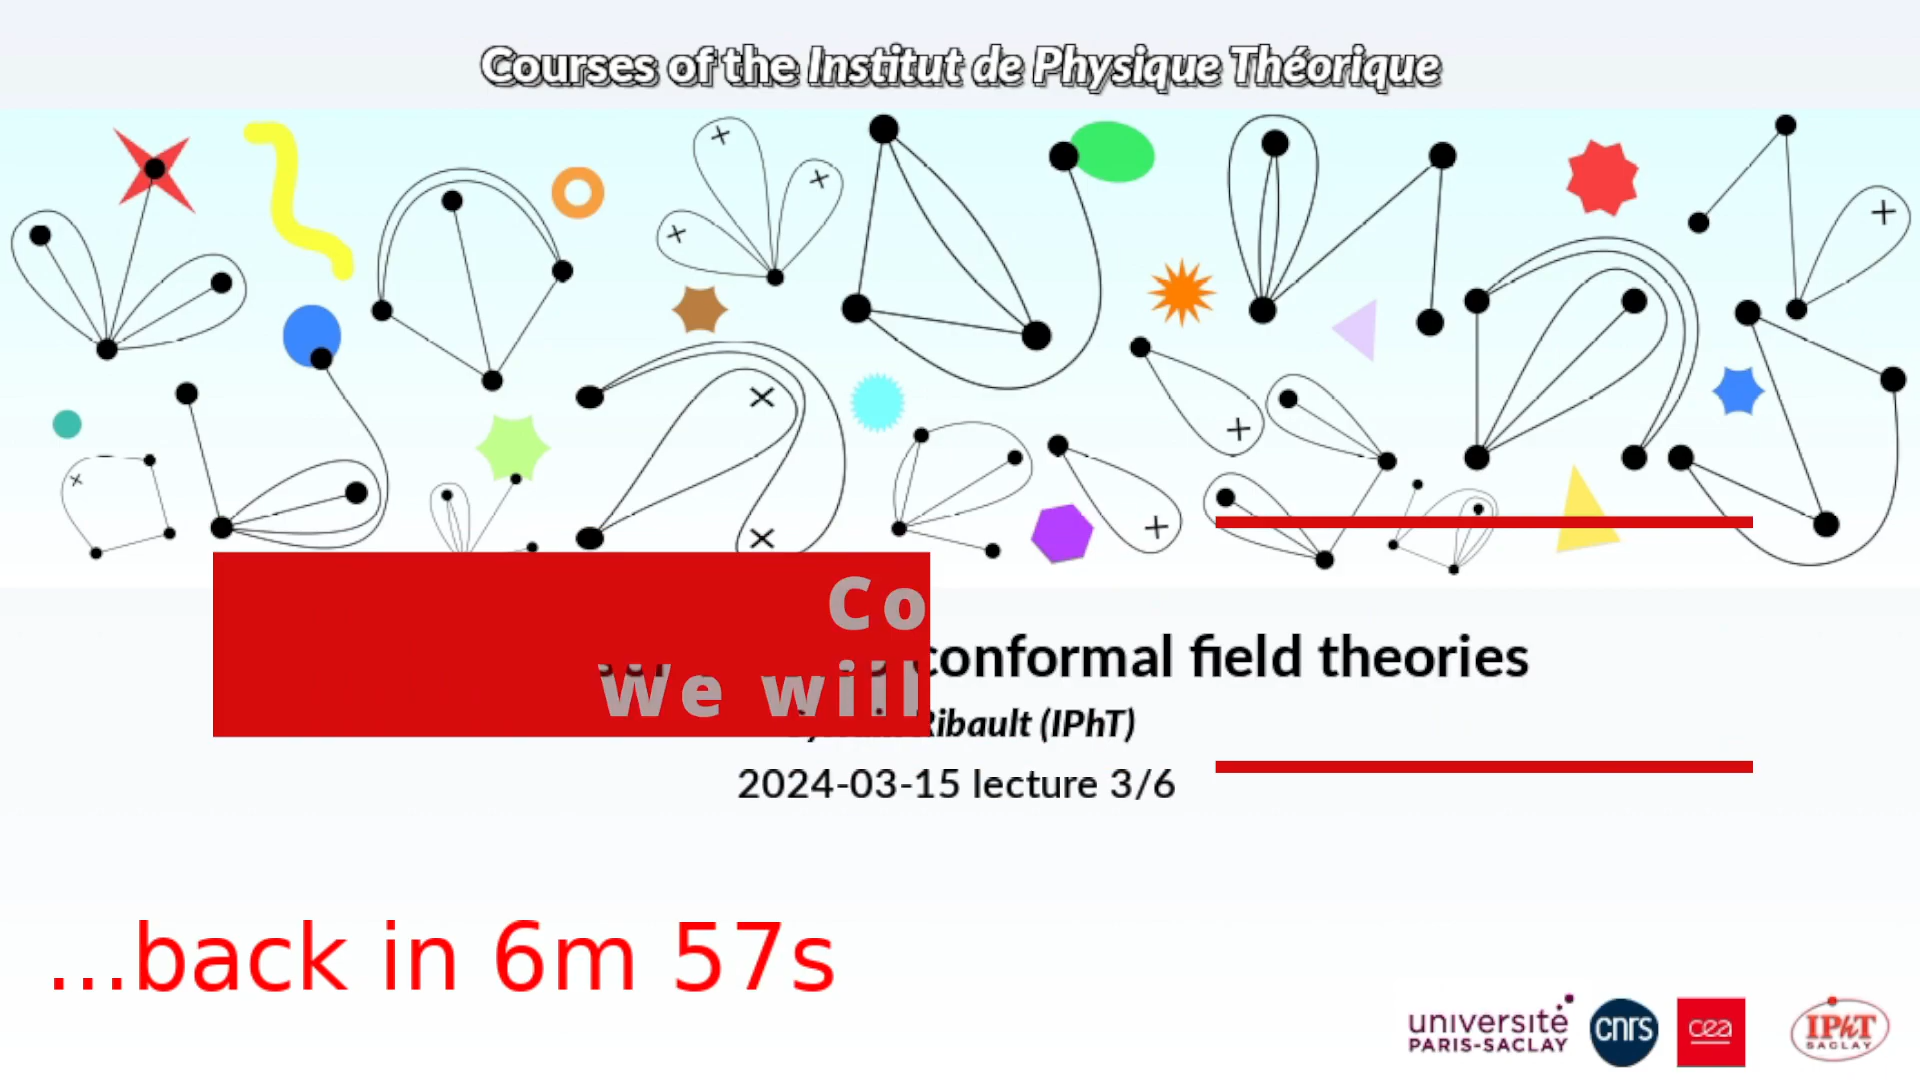 Courses of the Institut de Physique Théorique
Co
conformal field theories
We will
Ribault (IPhT)
2024-03-15 lecture 3/6
...back in 6m 57s
université
PARIS-SACLAY
cnrs
cea
IPhT
SACLAY